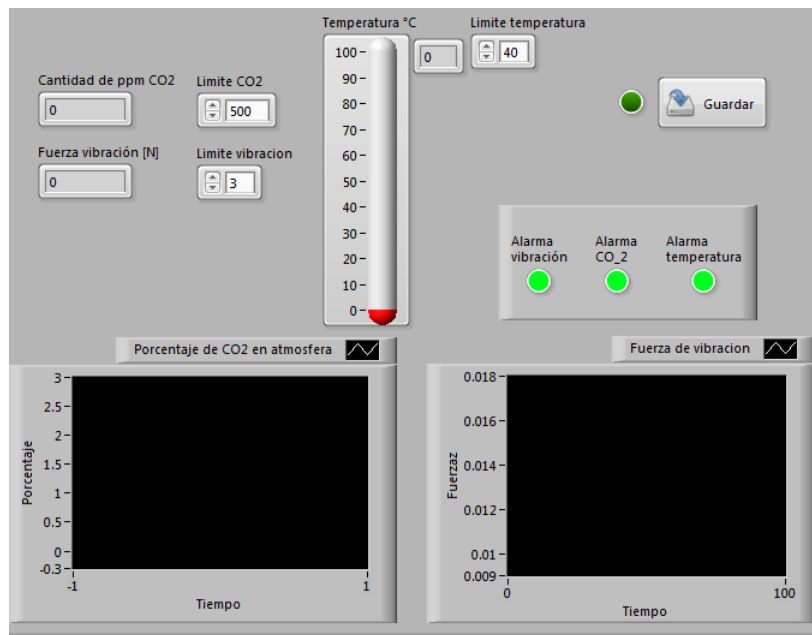 Temperatura °C
Limite temperatura
0
40
Cantidad de ppm CO2
Limite CO2
0
500
Guardar
Fuerza vibración [N]
Limite vibracion
0
3
100
90
80
70
60
50
40
30
20
10
0
Alarma
vibración
Alarma
CO_2
Alarma
temperatura
Porcentaje de CO2 en atmosfera
3
2.5
2
1.5
1
0.5
0
-0.3
Porcentaje
-1
1
Tiempo
Fuerza de vibracion
0.018
0.016
0.014
0.012
0.01
0.009
Fuerzaz
0
100
Tiempo